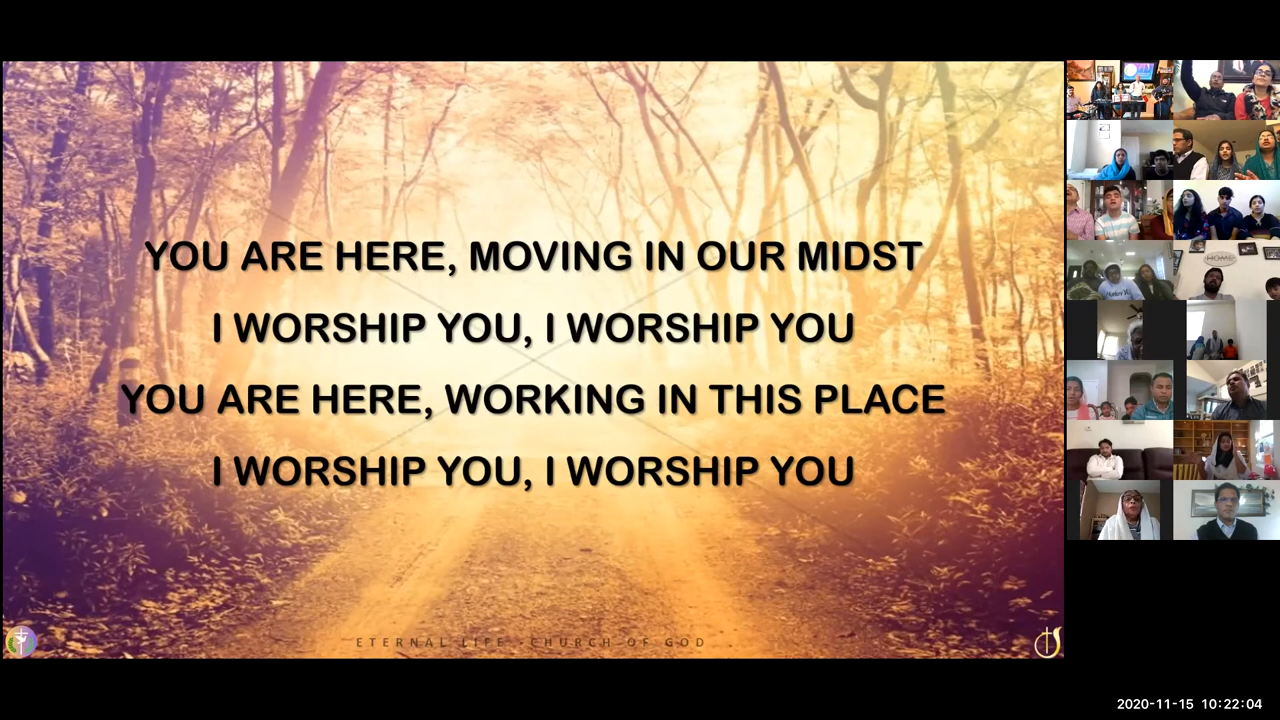 YOU ARE HERE, MOVING IN OUR MIDST
I WORSHIP YOU, I WORSHIP YOU
YOU ARE HERE, WORKING IN THIS PLACE
I WORSHIP YOU, I WORSHIP YOU
ETERNAL LIFE CHURCH OF GOD
HOME
2020-11-15 10:22:04